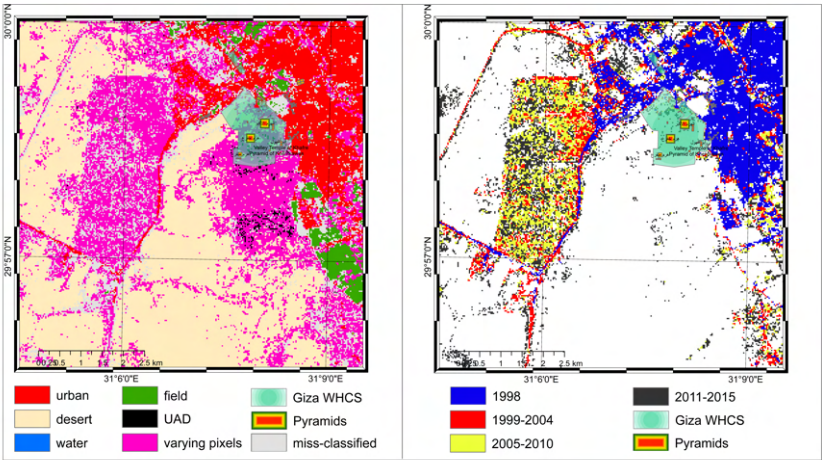 30°0'0"N
29°57'0"N
2.5 km
31°6'0"E
31°9'0"E
urban
field
Giza WHCS
desert
UAD
Pyramids
water
varying pixels
miss-classified
30°0'0"N
29°57'0"N
2.5 km
31°6'0"E
31°9'0"E
1998
2011-2015
1999-2004
Giza WHCS
2005-2010
Pyramids